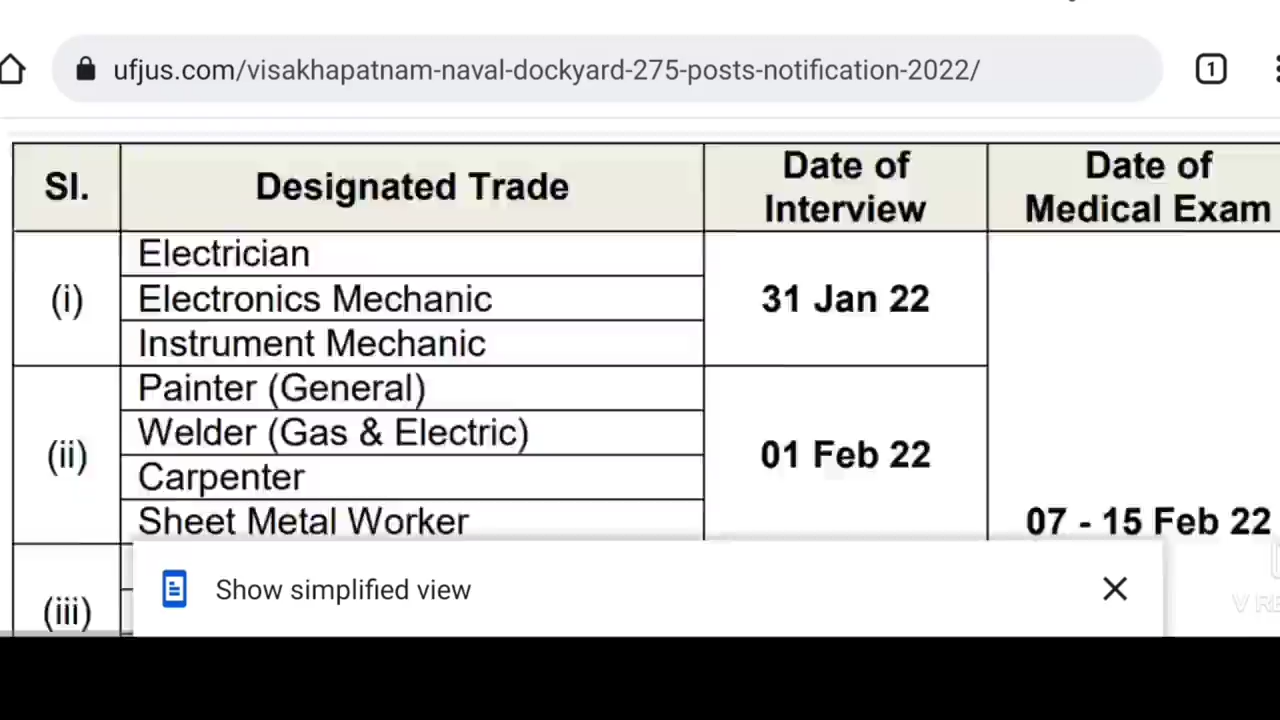 ufjus.com/visakhapatnam-naval-dockyard-275-posts-notification-2022/
1
SI. Designated Trade Date of Interview Date of Medical Exam
(i) Electrician 31 Jan 22
Electronics Mechanic
Instrument Mechanic
(ii) Painter (General) 01 Feb 22
Welder (Gas & Electric)
Carpenter
Sheet Metal Worker
07 - 15 Feb 22
(iii)
Show simplified view